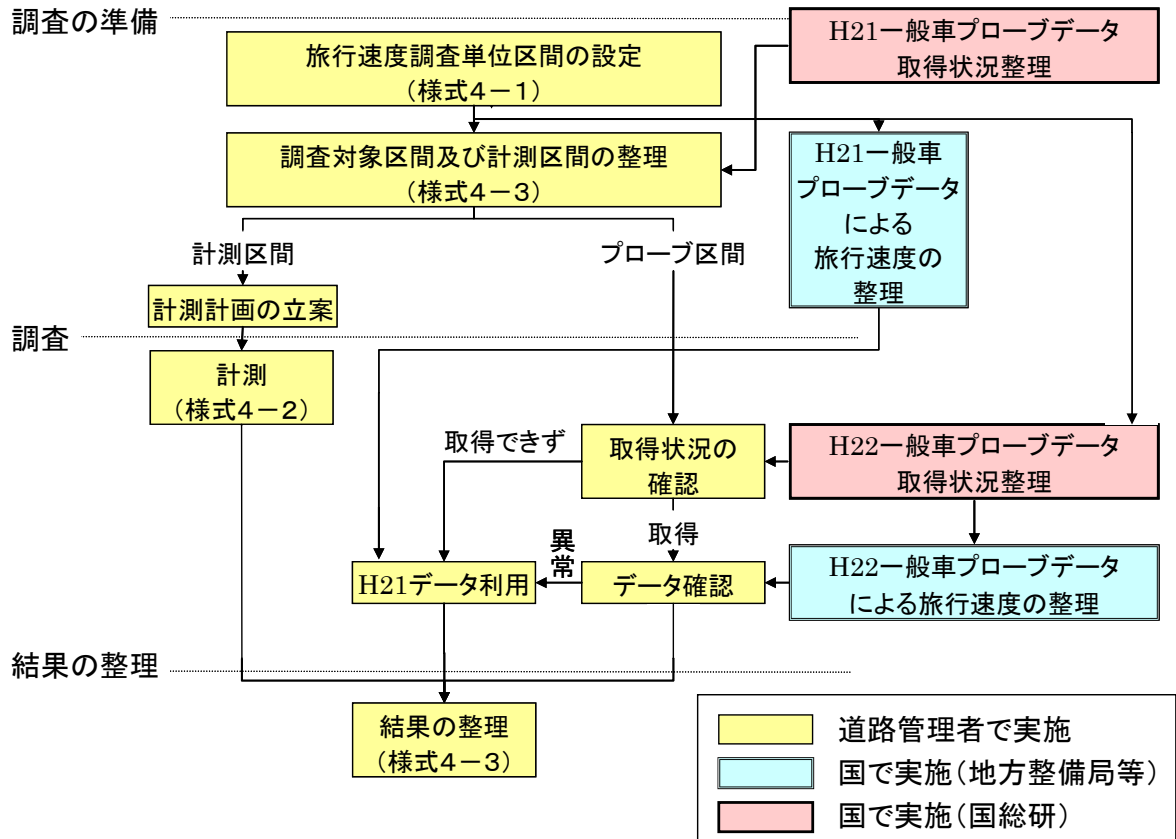 調査の準備
H21一般車プローブデータ
取得状況整理
旅行速度調査単位区間の設定
(様式4-1)
調査対象区間及び計測区間の整理
(様式4-3)
H21一般車
プローブデータ
による
旅行速度の
整理
計測区間
プローブ区間
計測計画の立案
調査
計測
(様式4-2)
取得できず
取得状況の
確認
H22一般車プローブデータ
取得状況整理
取得
異常
H21データ利用
データ確認
H22一般車プローブデータ
による旅行速度の整理
結果の整理
結果の整理
(様式4-3)
道路管理者で実施
国で実施(地方整備局等)
国で実施(国総研)